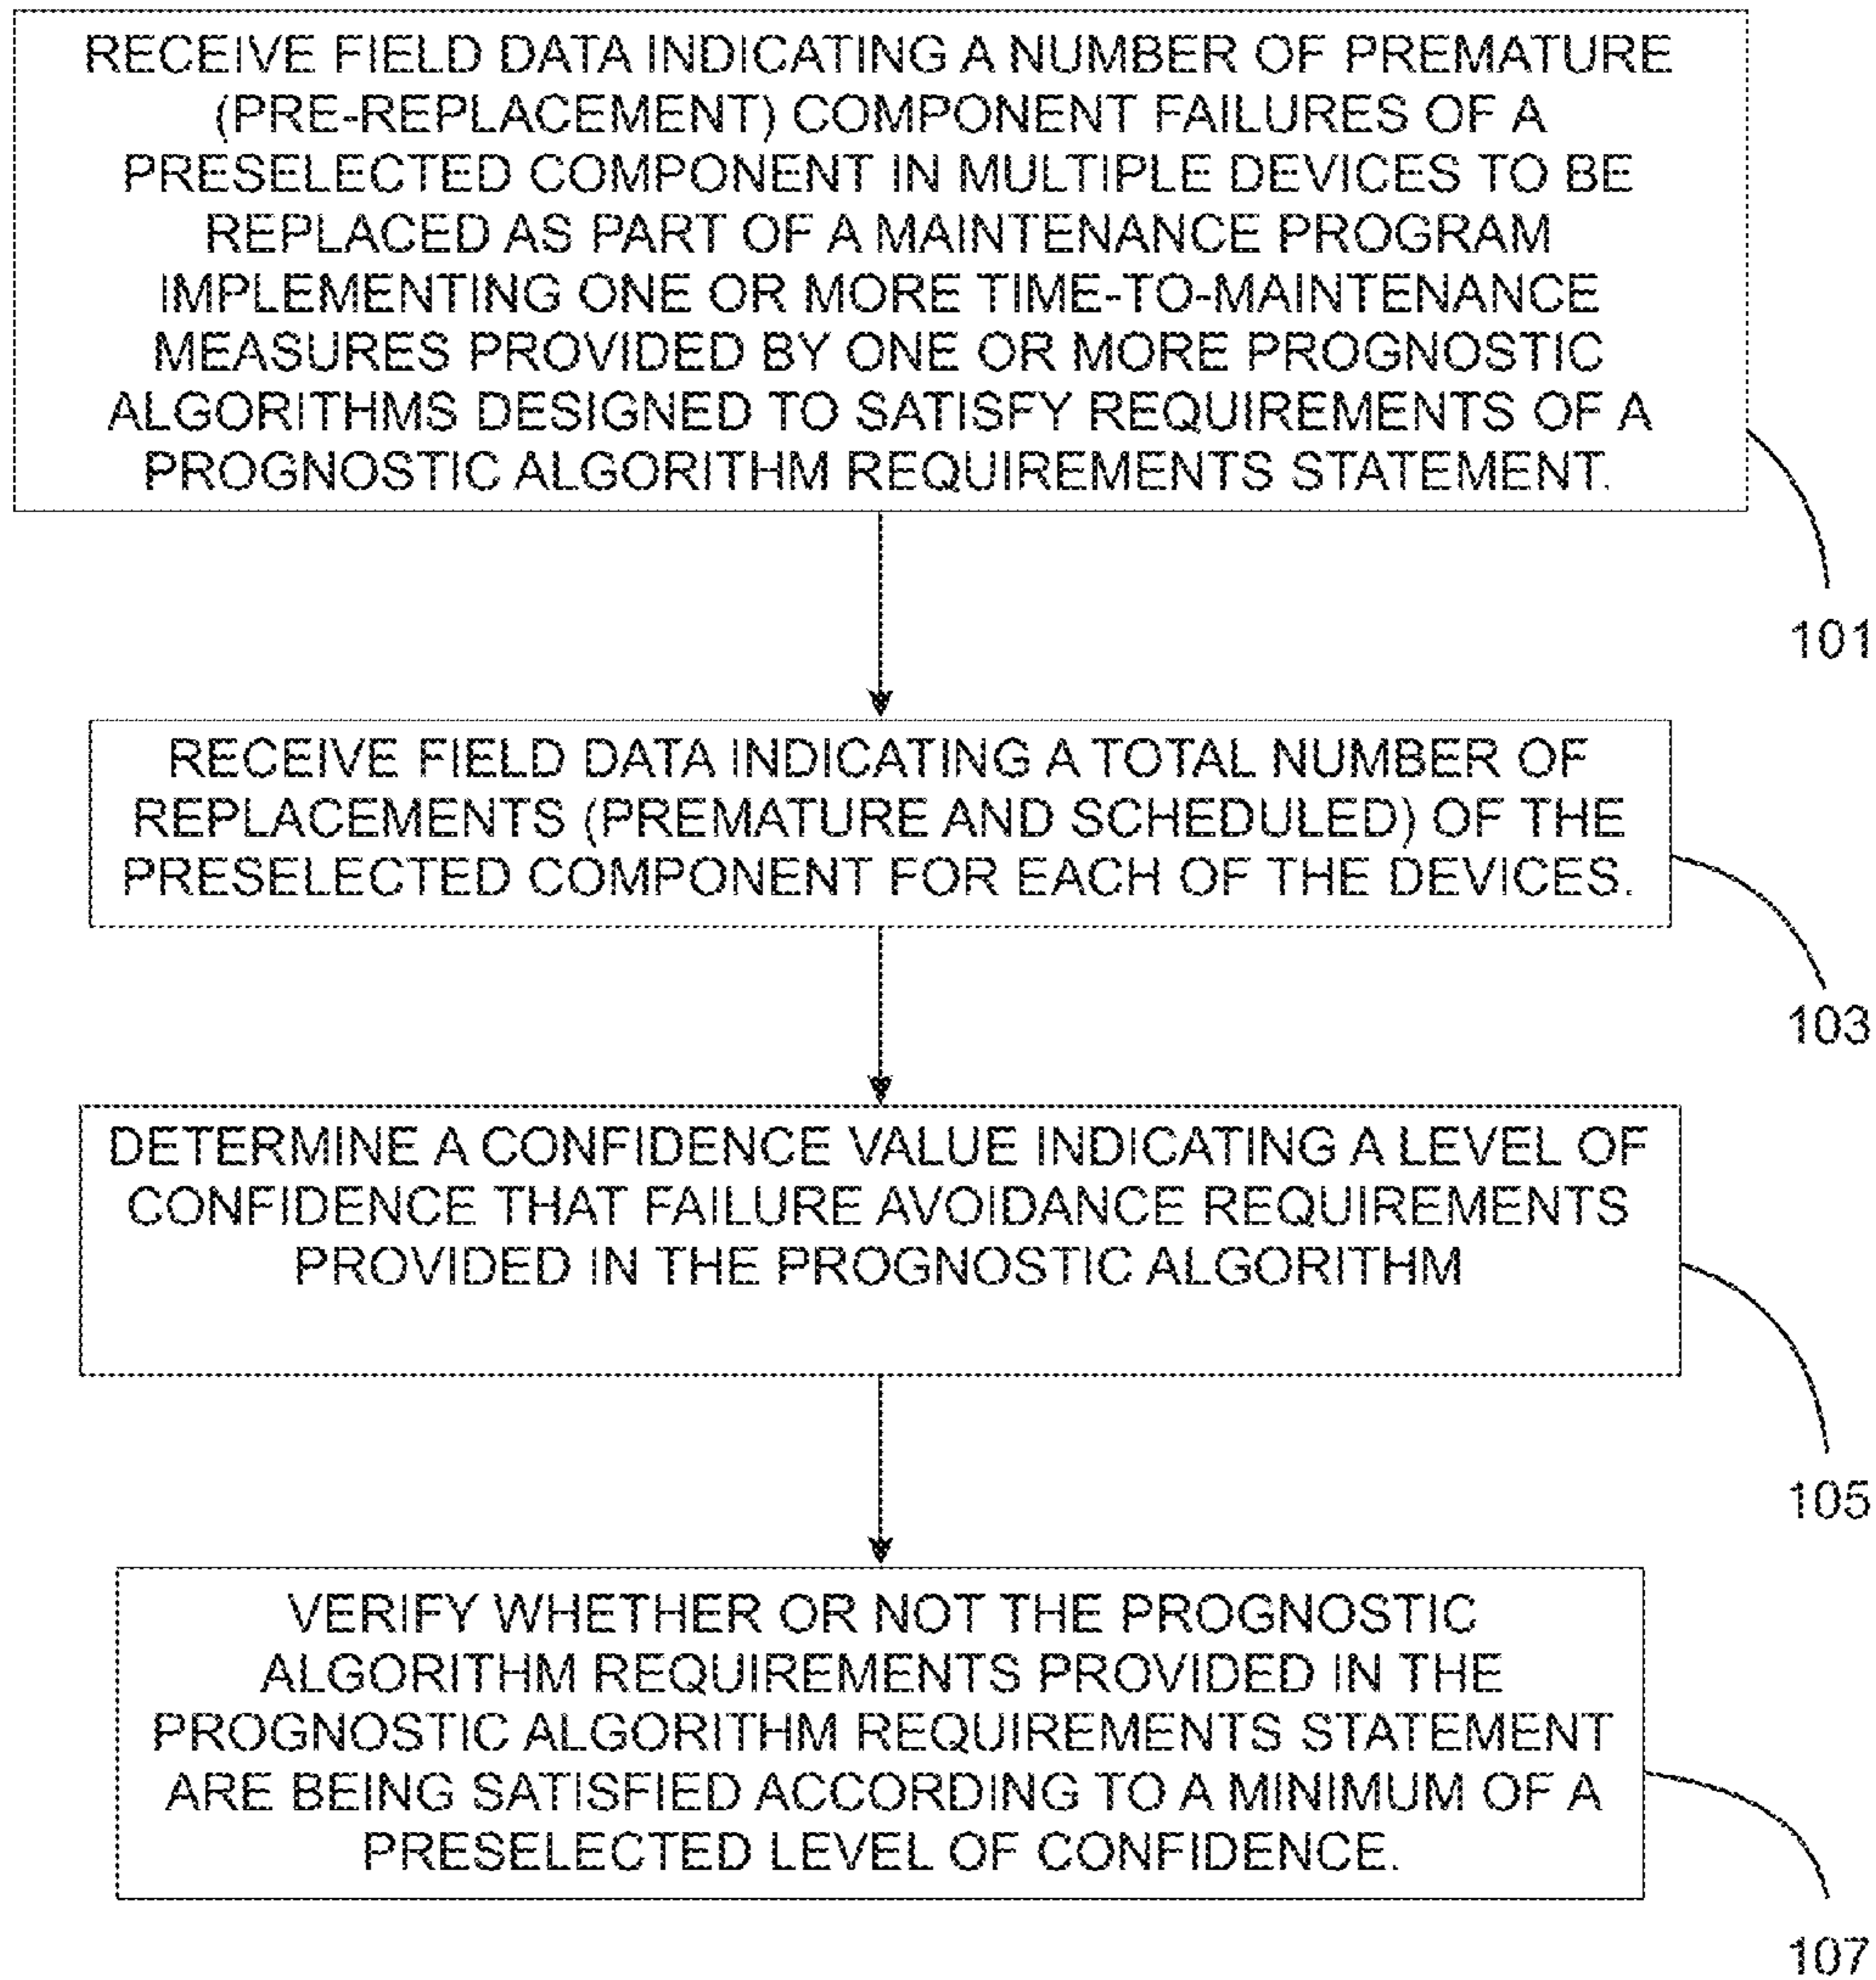 RECEIVE FIELD DATA INDICATING A NUMBER OF PREMATURE
(PRE-REPLACEMENT) COMPONENT FAILURES OF A
PRESELECTED COMPONENT IN MULTIPLE DEVICES TO BE
REPLACED AS PART OF A MAINTENANCE PROGRAM
IMPLEMENTING ONE OR MORE TIME-TO-MAINTENANCE
MEASURES PROVIDED BY ONE OR MORE PROGNOSTIC
ALGORITHMS DESIGNED TO SATISFY REQUIREMENTS OF A
PROGNOSTIC ALGORITHM REQUIREMENTS STATEMENT.
101
RECEIVE FIELD DATA INDICATING A TOTAL NUMBER OF
REPLACEMENTS (PREMATURE AND SCHEDULED) OF THE
PRESELECTED COMPONENT FOR EACH OF THE DEVICES.
103
DETERMINE A CONFIDENCE VALUE INDICATING A LEVEL OF
CONFIDENCE THAT FAILURE AVOIDANCE REQUIREMENTS
PROVIDED IN THE PROGNOSTIC ALGORITHM
105
VERIFY WHETHER OR NOT THE PROGNOSTIC
ALGORITHM REQUIREMENTS PROVIDED IN THE
PROGNOSTIC ALGORITHM REQUIREMENTS STATEMENT
ARE BEING SATISFIED ACCORDING TO A MINIMUM OF A
PRESELECTED LEVEL OF CONFIDENCE.
107